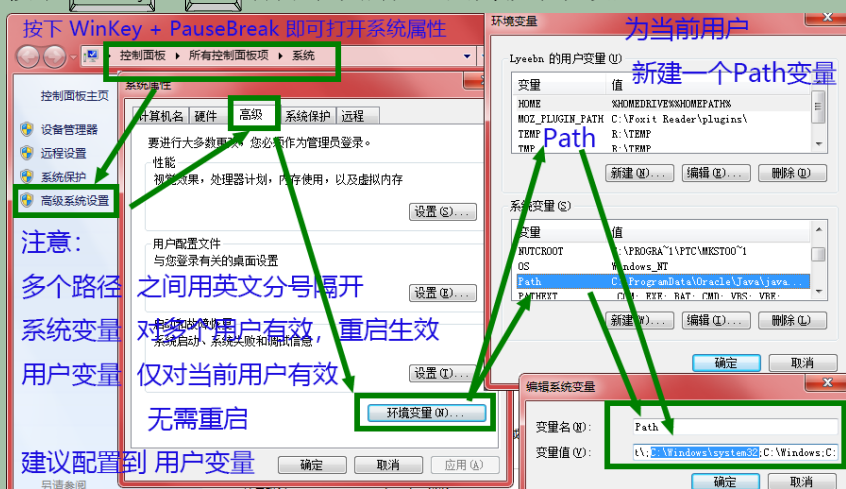 按下 WinKey + PauseBreak 即可打开系统属性
控制面板 ▸ 所有控制面板项 ▸ 系统
控制面板主页
设备管理器
远程设置
系统保护
高级系统设置
注意：
多个路径 之间用英文分号隔开
系统变量 对多个用户有效，重启生效
用户变量 仅对当前用户有效
无需重启
建议配置到 用户变量
另请参阅
系统属性
计算机名 硬件 高级 系统保护 远程
要进行大多数更改，您必须作为管理员登录。
性能
视觉效果，处理器计划，内存使用，以及虚拟内存
设置(S)...
用户配置文件
与您登录有关的桌面设置
设置(E)...
启动和故障恢复
系统启动、系统失败和调试信息
设置(T)...
环境变量(N)...
确定 取消 应用(A)
环境变量
为当前用户
新建一个Path变量
Lyeebn 的用户变量(U)
变量 值
HOME %HOMEDRIVE%%HOMEPATH%
MOZ_PLUGIN_PATH C:\Foxit Reader\plugins\
TEMP R:\TEMP
TMP R:\TEMP
Path
新建(N)... 编辑(E)... 删除(D)
系统变量(S)
变量 值
NUTCROOT C:\PROGRA~1\PTC\MKSTOO~1
OS Windows_NT
Path C:\ProgramData\Oracle\Java\java...
PATHEXT .COM;.EXE;.BAT;.CMD;.VBS;.VBE;
新建(W)... 编辑(I)... 删除(L)
确定 取消
编辑系统变量
变量名(N): Path
变量值(V): t\;C:\Windows\system32;C:\Windows;C:
确定 取消